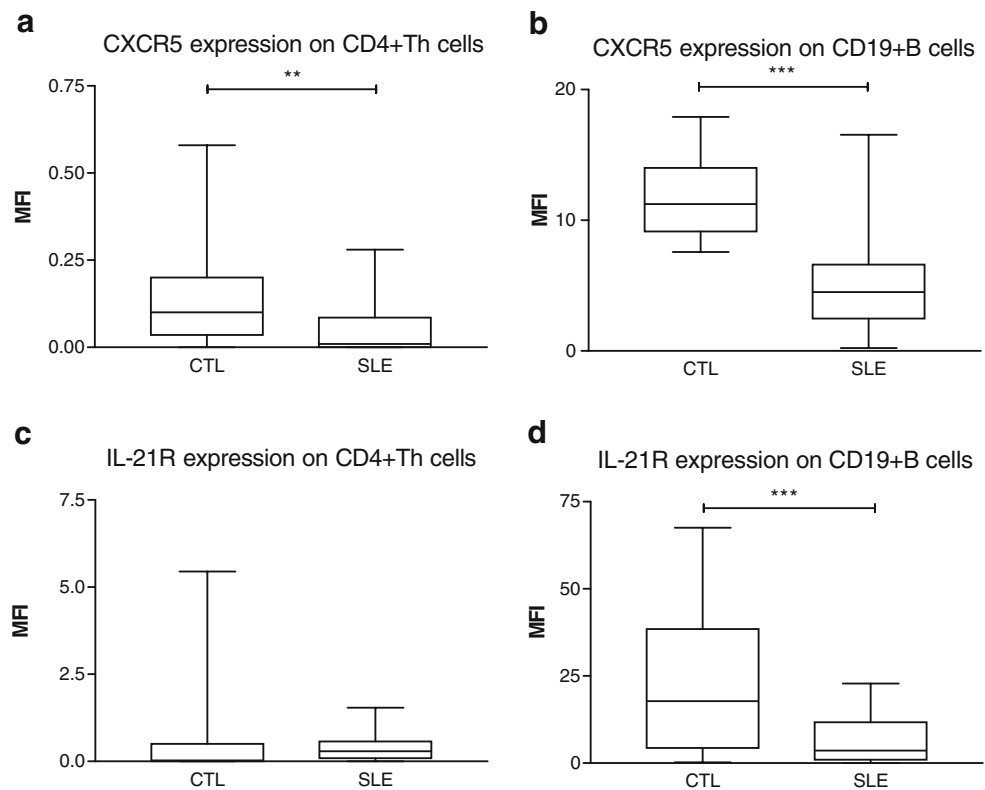 a
CXCR5 expression on CD4+Th cells
**
0.75
0.50
0.25
0.00
MFI
CTL SLE
b
CXCR5 expression on CD19+B cells
***
20
10
0
MFI
CTL SLE
c
IL-21R expression on CD4+Th cells
7.5
5.0
2.5
0.0
MFI
CTL SLE
d
IL-21R expression on CD19+B cells
***
75
50
25
0
MFI
CTL SLE